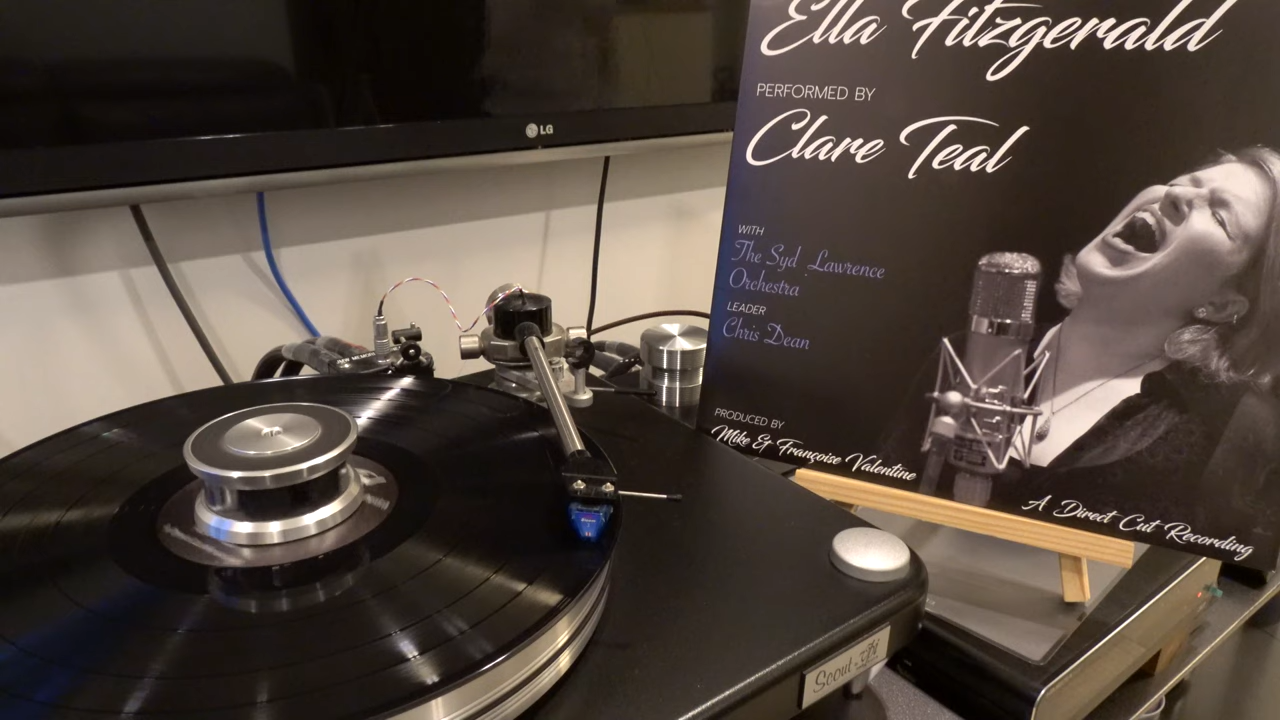 LG
Ella Fitzgerald
PERFORMED BY
Clare Teal
WITH
The Syd Lawrence
Orchestra
LEADER
Chris Dean
PRODUCED BY
Mike & Françoise Valentine
A Direct Cut Recording
Scout